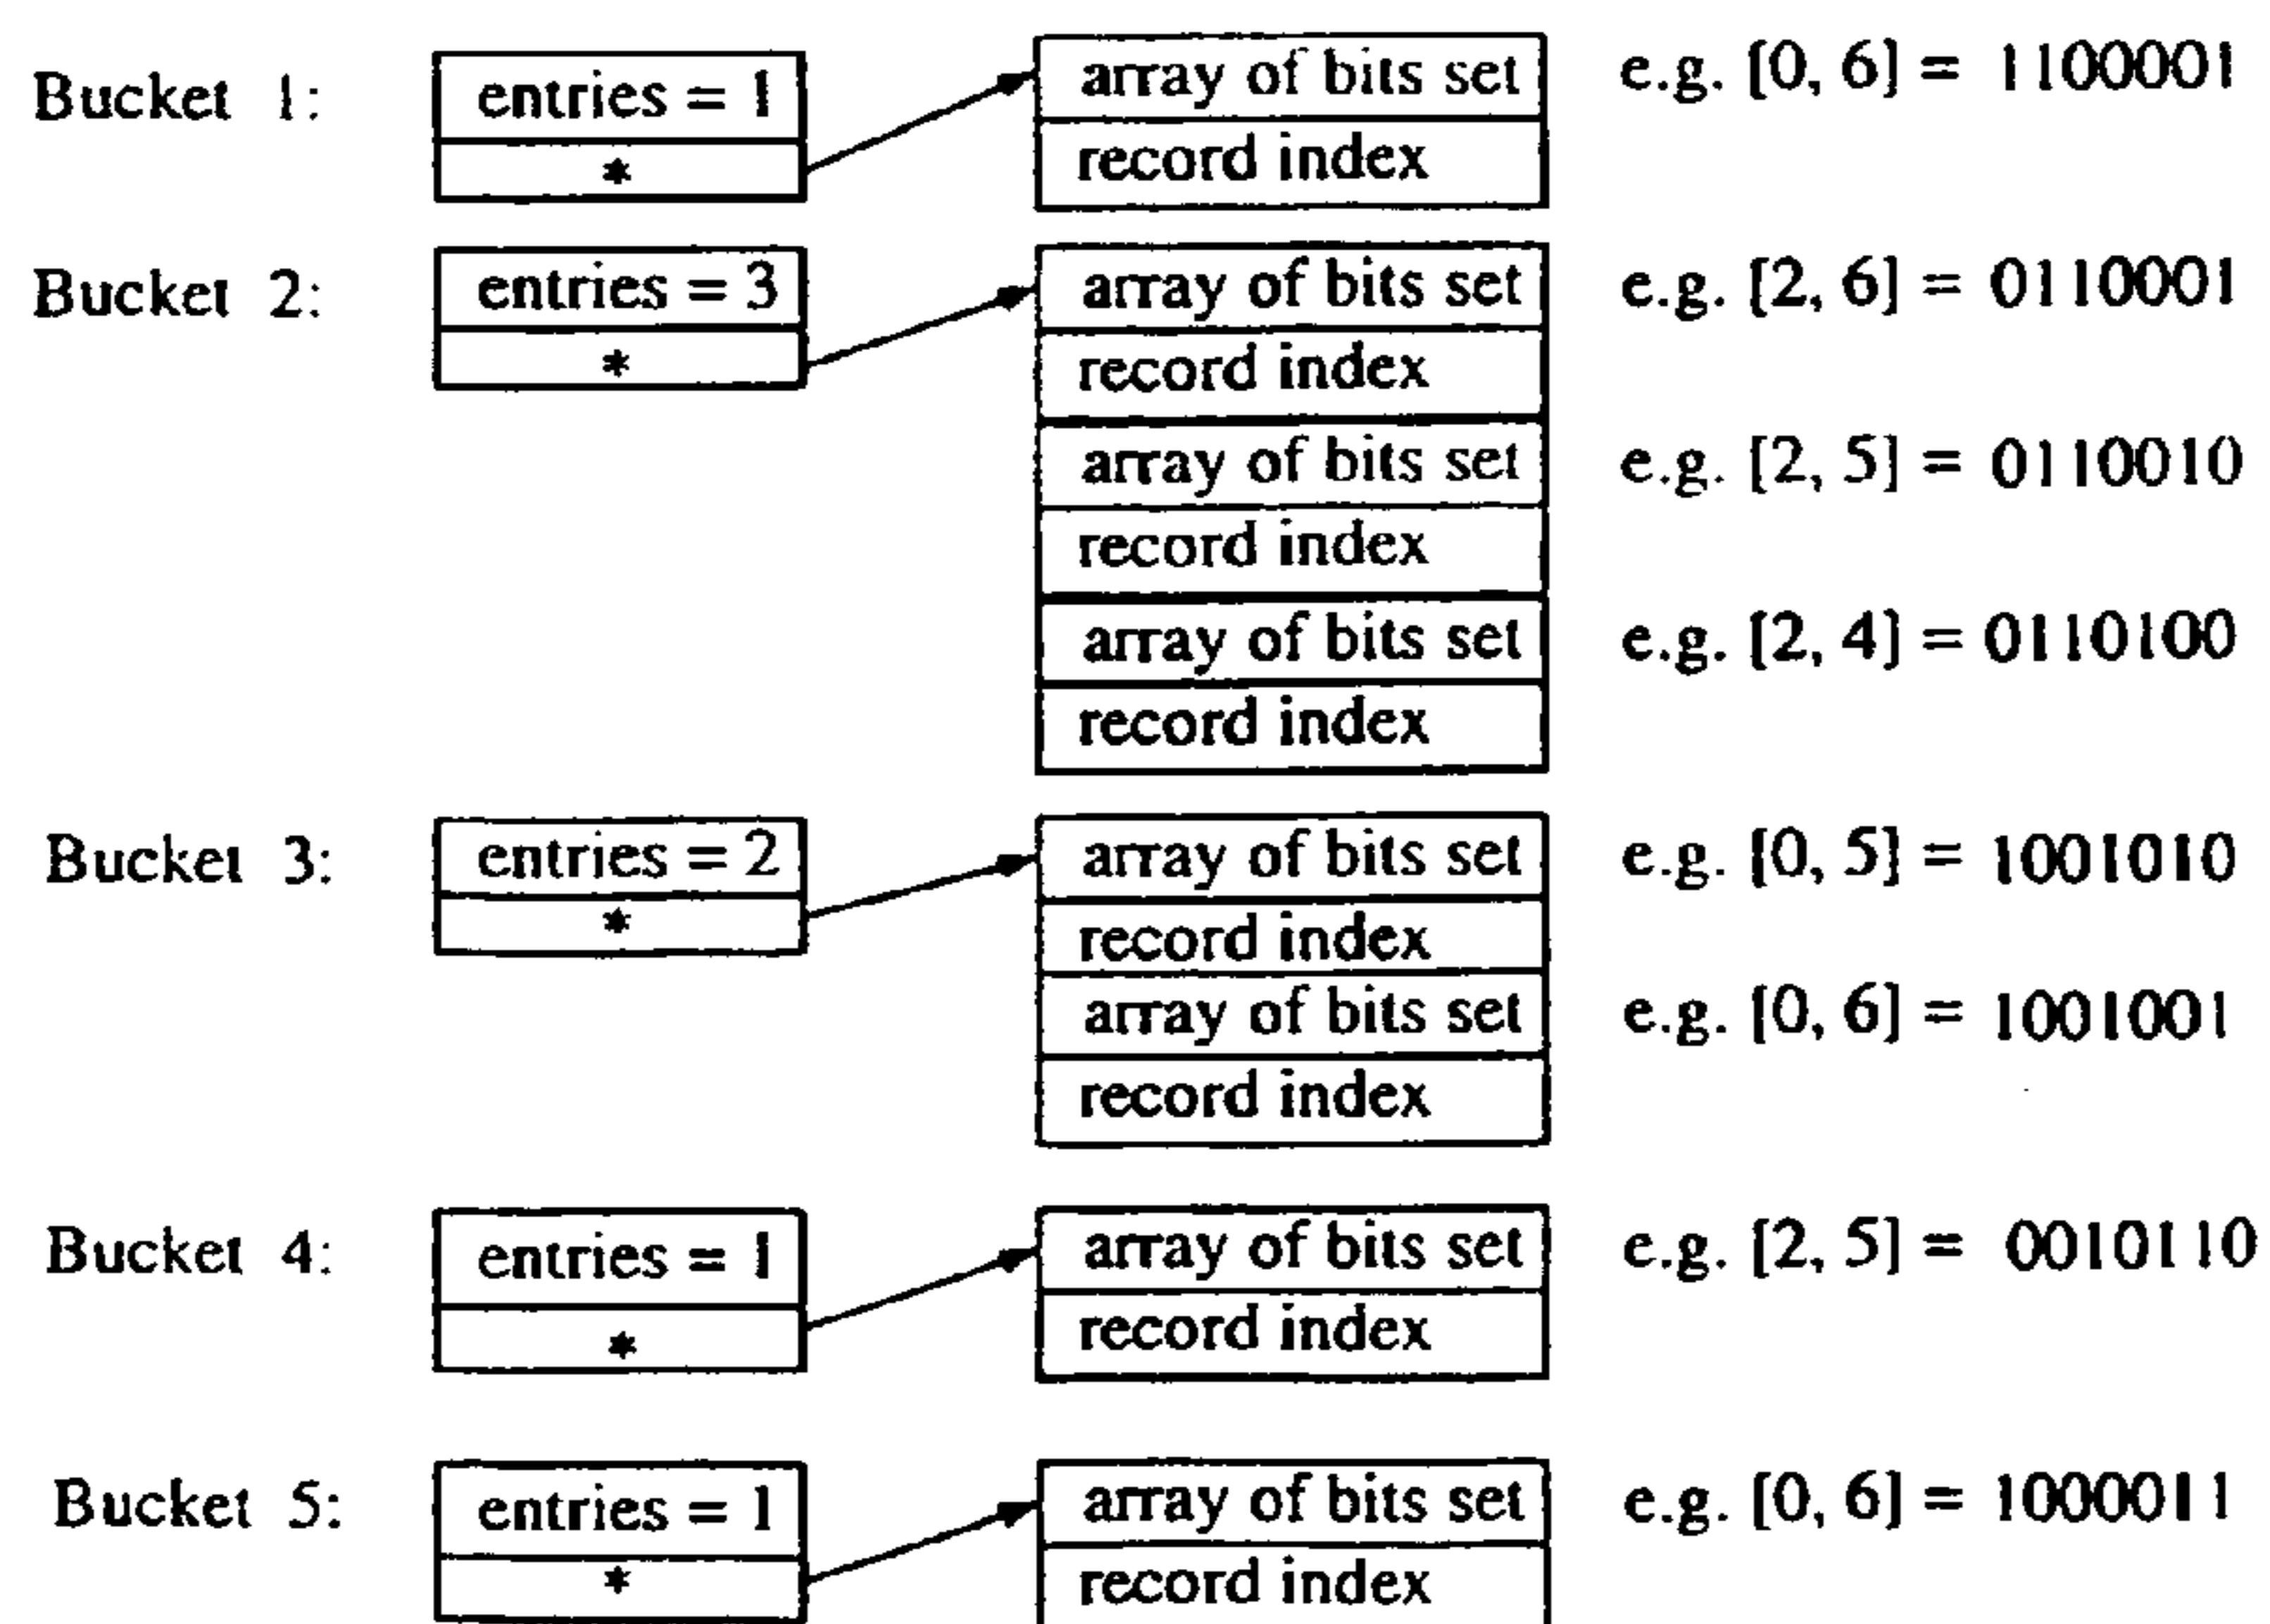 Bucket 1: entries = 1 array of bits set e.g. [0, 6] = 1100001
* record index
Bucket 2: entries = 3 array of bits set e.g. [2, 6] = 0110001
* record index
array of bits set e.g. [2, 5] = 0110010
record index
array of bits set e.g. [2, 4] = 0110100
record index
Bucket 3: entries = 2 array of bits set e.g. [0, 5] = 1001010
* record index
array of bits set e.g. [0, 6] = 1001001
record index
Bucket 4: entries = 1 array of bits set e.g. [2, 5] = 0010110
* record index
Bucket 5: entries = 1 array of bits set e.g. [0, 6] = 1000011
* record index